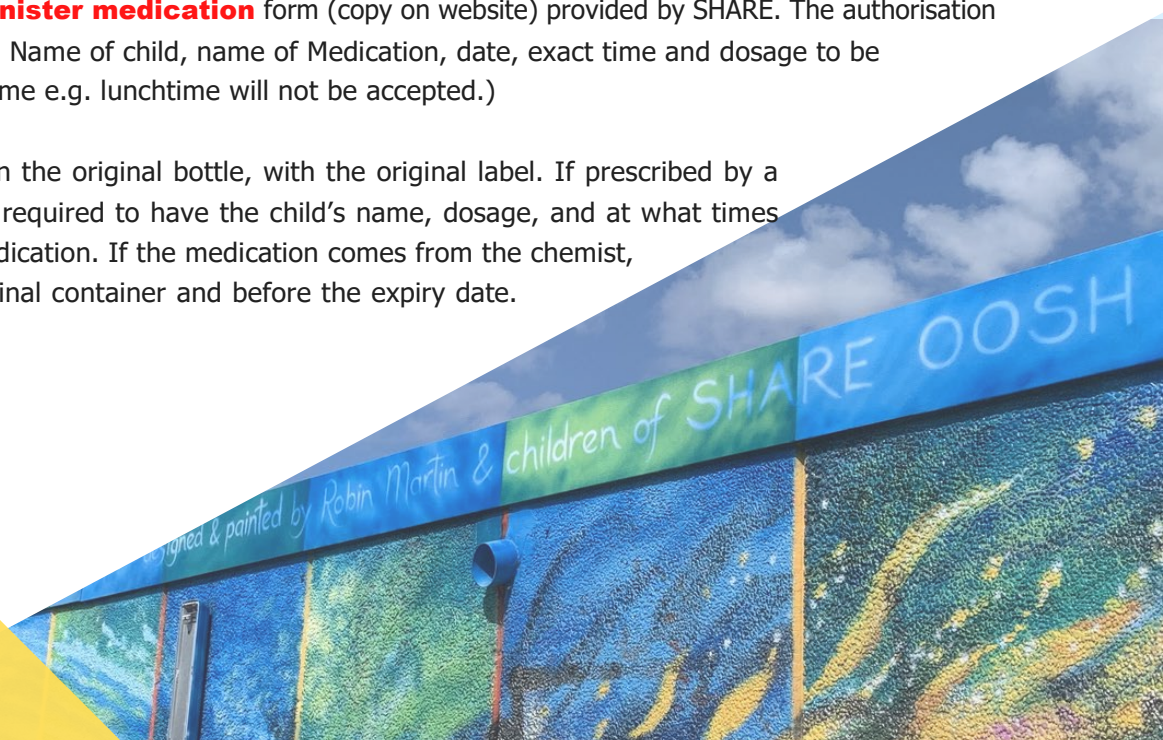 nister medication form (copy on website) provided by SHARE. The authorisation
Name of child, name of Medication, date, exact time and dosage to be
me e.g. lunchtime will not be accepted.)
n the original bottle, with the original label. If prescribed by a
required to have the child’s name, dosage, and at what times
dication. If the medication comes from the chemist,
inal container and before the expiry date.
designed & painted by Robin Martin & children of SHARE OOSH